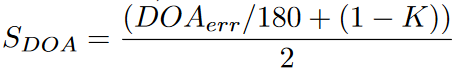 S_{DOA} = \frac{(DOA_{err}/180 + (1 - K))}{2}